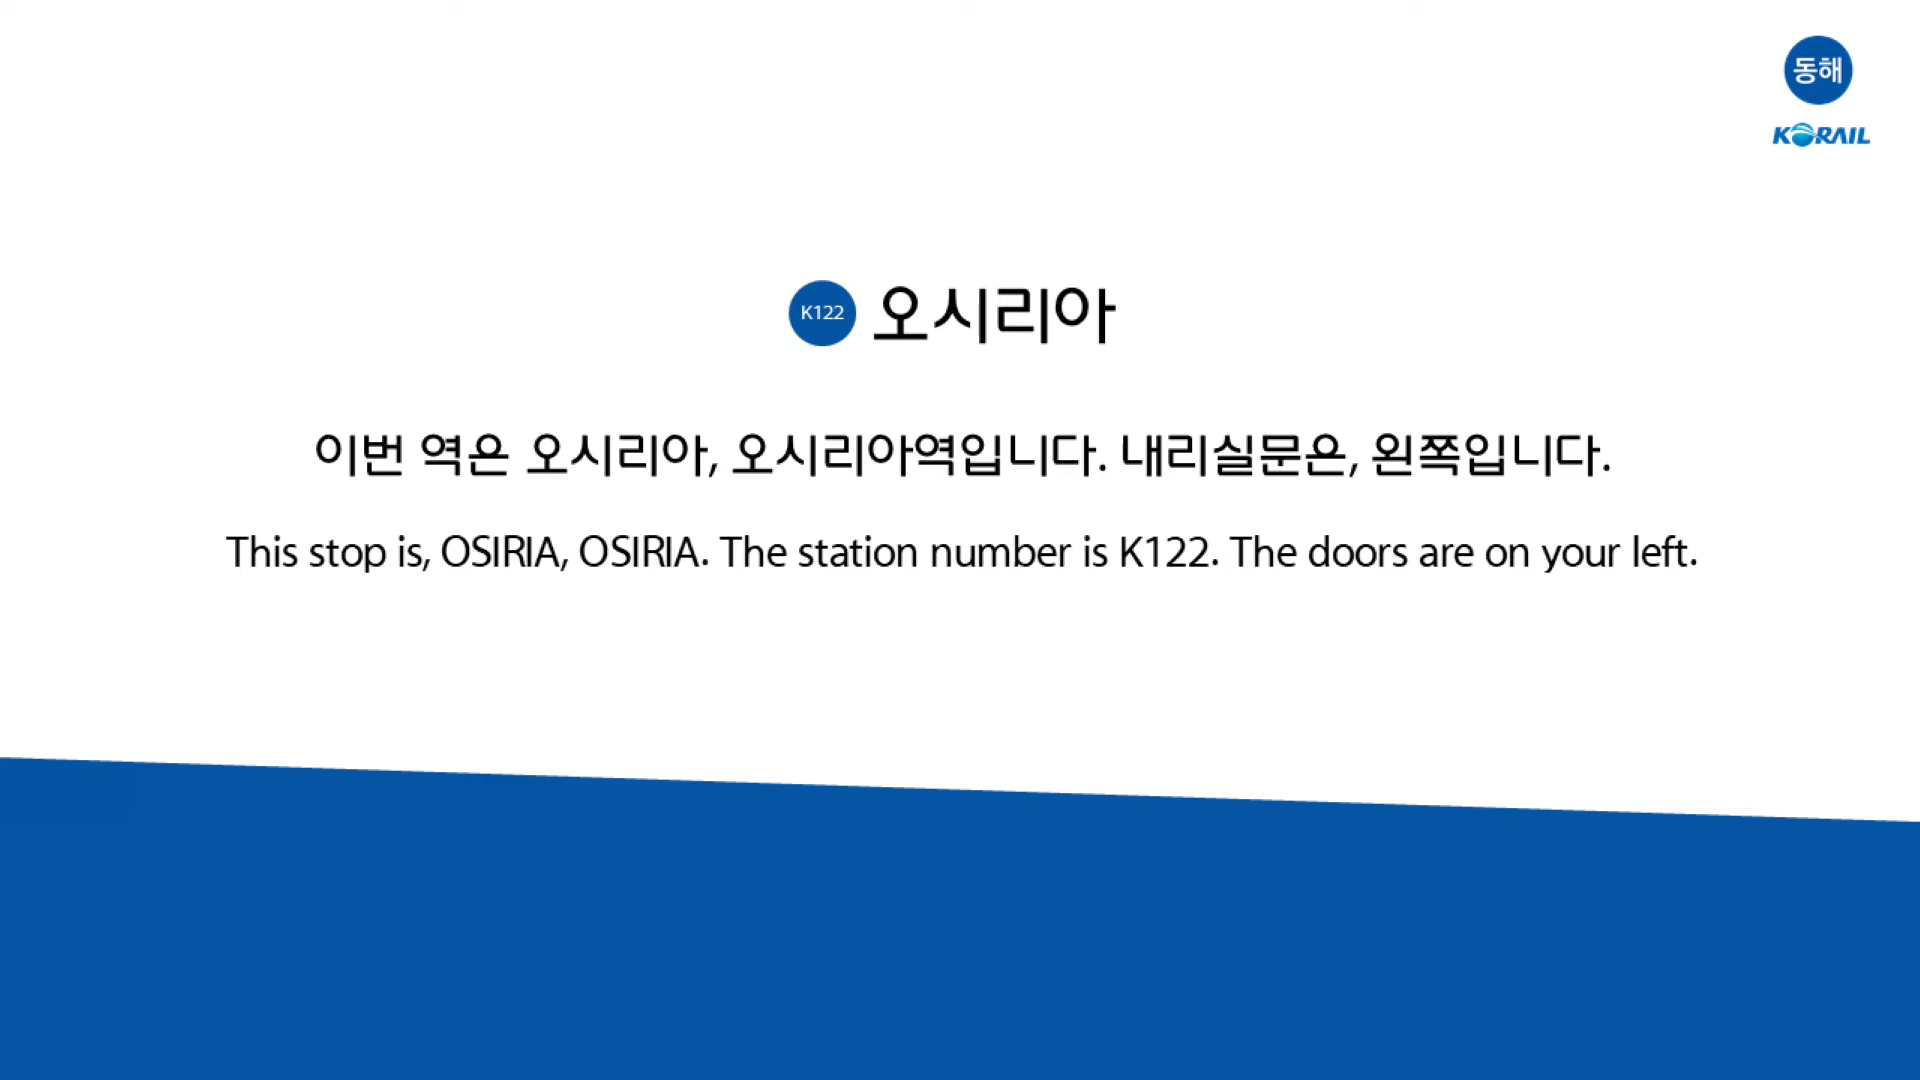 동해
KORAIL
K122 오시리아
이번 역은 오시리아, 오시리아역입니다. 내리실문은, 왼쪽입니다.
This stop is, OSIRIA, OSIRIA. The station number is K122. The doors are on your left.